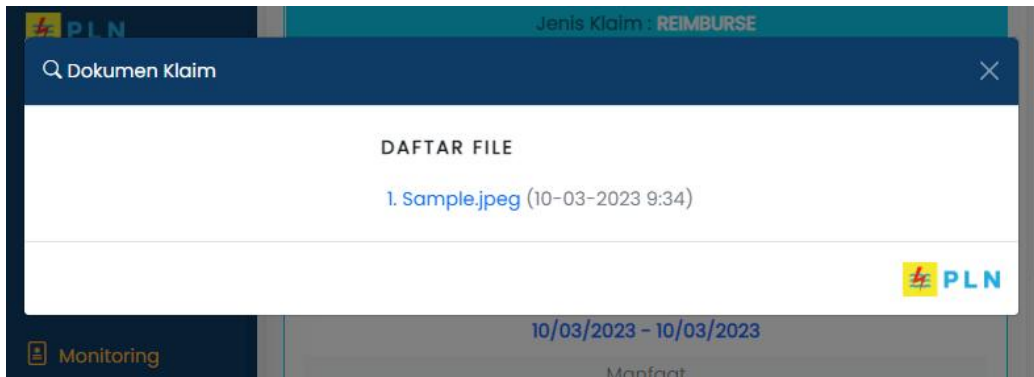 PLN
Jenis Klaim : REIMBURSE
Dokumen Klaim
DAFTAR FILE
1. Sample.jpeg (10-03-2023 9:34)
PLN
10/03/2023 - 10/03/2023
Monitoring
Manfaat